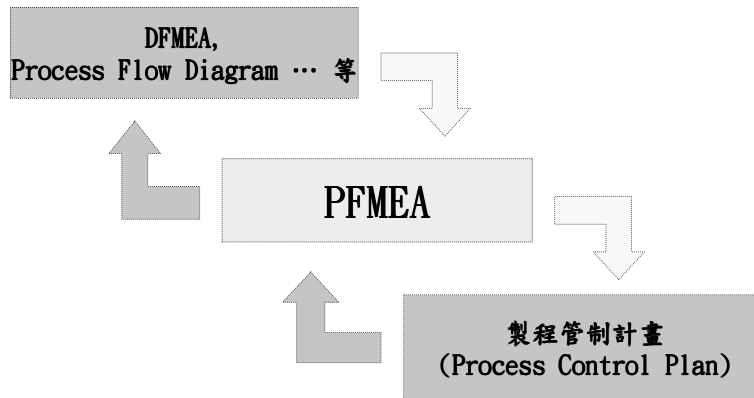 DFMEA,
Process Flow Diagram … 等
PFMEA
製程管制計畫
(Process Control Plan)